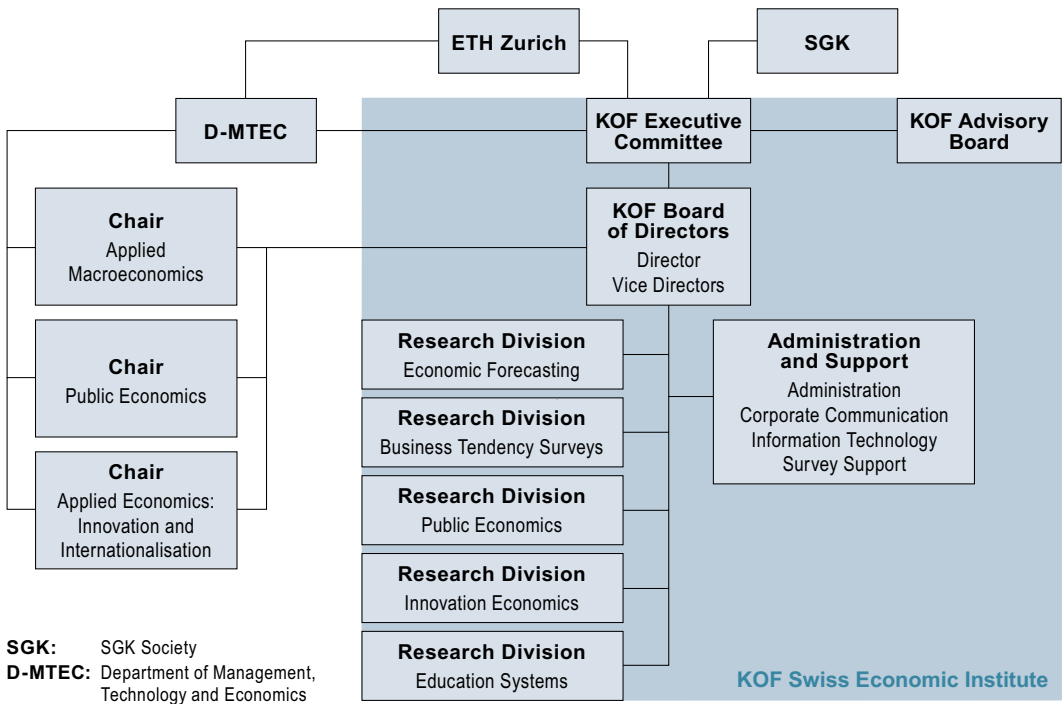 ETH Zurich
SGK
D-MTEC
KOF Executive
Committee
KOF Advisory
Board
Chair
Applied
Macroeconomics
KOF Board
of Directors
Director
Vice Directors
Chair
Public Economics
Chair
Applied Economics:
Innovation and
Internationalisation
Research Division
Economic Forecasting
Research Division
Business Tendency Surveys
Research Division
Public Economics
Research Division
Innovation Economics
Research Division
Education Systems
Administration
and Support
Administration
Corporate Communication
Information Technology
Survey Support
SGK: SGK Society
D-MTEC: Department of Management,
Technology and Economics
KOF Swiss Economic Institute